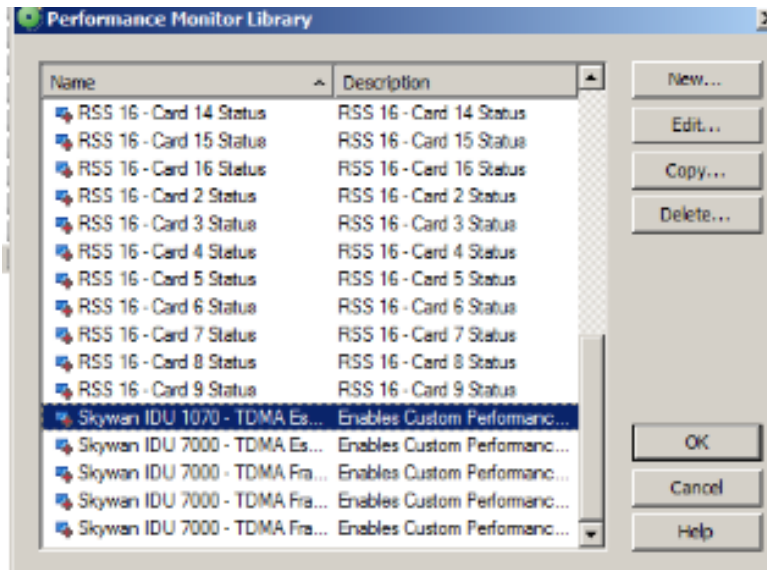 Performance Monitor Library
Name Description
New...
Edit...
Copy...
Delete...
RSS 16 - Card 14 Status RSS 16 - Card 14 Status
RSS 16 - Card 15 Status RSS 16 - Card 15 Status
RSS 16 - Card 16 Status RSS 16 - Card 16 Status
RSS 16 - Card 2 Status RSS 16 - Card 2 Status
RSS 16 - Card 3 Status RSS 16 - Card 3 Status
RSS 16 - Card 4 Status RSS 16 - Card 4 Status
RSS 16 - Card 5 Status RSS 16 - Card 5 Status
RSS 16 - Card 6 Status RSS 16 - Card 6 Status
RSS 16 - Card 7 Status RSS 16 - Card 7 Status
RSS 16 - Card 8 Status RSS 16 - Card 8 Status
RSS 16 - Card 9 Status RSS 16 - Card 9 Status
Skywan IDU 1070 - TDMA Es... Enables Custom Performanc...
Skywan IDU 7000 - TDMA Es... Enables Custom Performanc...
Skywan IDU 7000 - TDMA Fra... Enables Custom Performanc...
Skywan IDU 7000 - TDMA Fra... Enables Custom Performanc...
Skywan IDU 7000 - TDMA Fra... Enables Custom Performanc...
OK
Cancel
Help